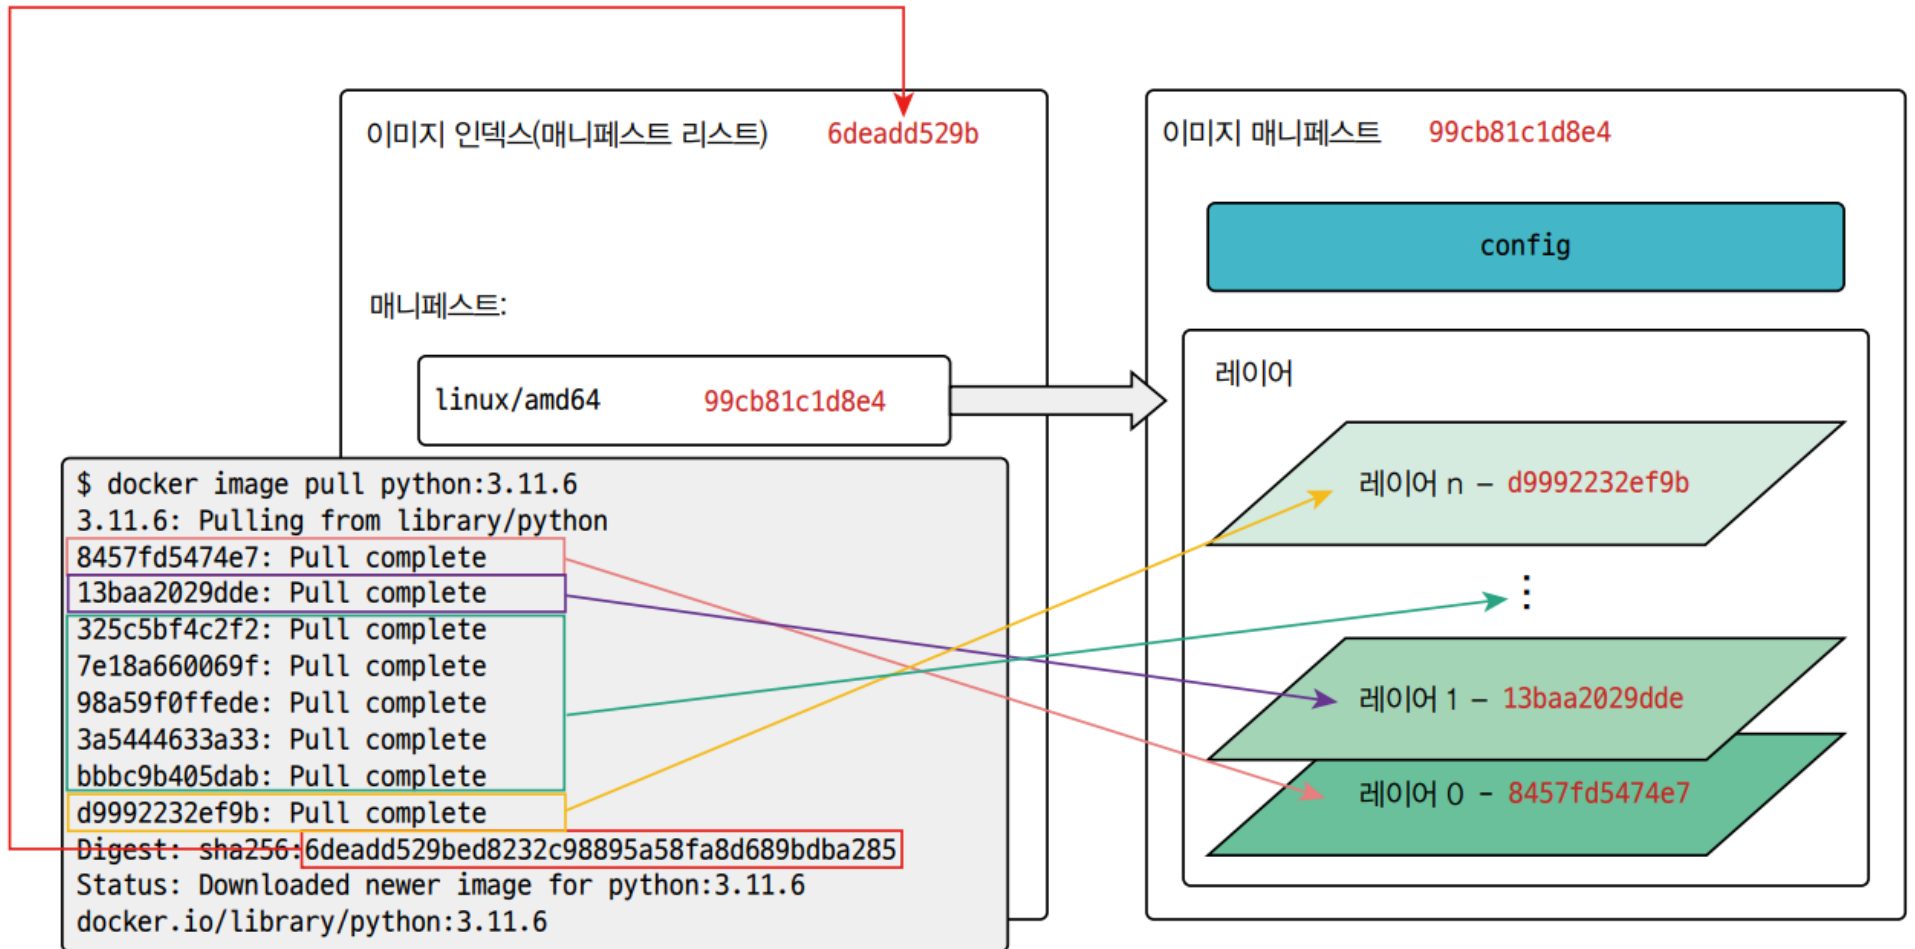 이미지 인덱스(매니페스트 리스트) 6deadd529b
매니페스트:
linux/amd64 99cb81c1d8e4
$ docker image pull python:3.11.6
3.11.6: Pulling from library/python
8457fd5474e7: Pull complete
13baa2029dde: Pull complete
325c5bf4c2f2: Pull complete
7e18a660069f: Pull complete
98a59f0ffede: Pull complete
3a5444633a33: Pull complete
bbbc9b405dab: Pull complete
d9992232ef9b: Pull complete
Digest: sha256:6deadd529bed8232c98895a58fa8d689bdba285
Status: Downloaded newer image for python:3.11.6
docker.io/library/python:3.11.6
이미지 매니페스트 99cb81c1d8e4
config
레이어
레이어 n – d9992232ef9b
⋮
레이어 1 – 13baa2029dde
레이어 0 - 8457fd5474e7